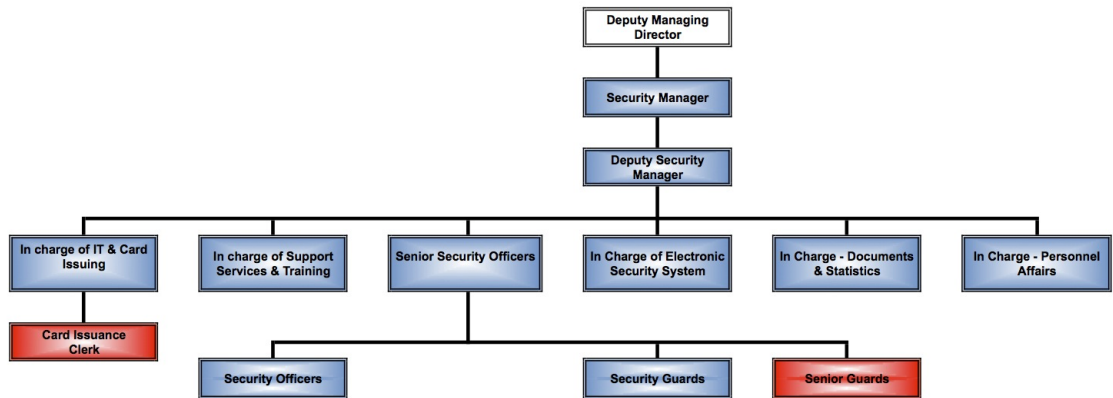 Deputy Managing
Director
Security Manager
Deputy Security
Manager
In charge of IT & Card
Issuing
In charge of Support
Services & Training
Senior Security Officers
In Charge of Electronic
Security System
In Charge - Documents
& Statistics
In Charge - Personnel
Affairs
Card Issuance
Clerk
Security Officers
Security Guards
Senior Guards